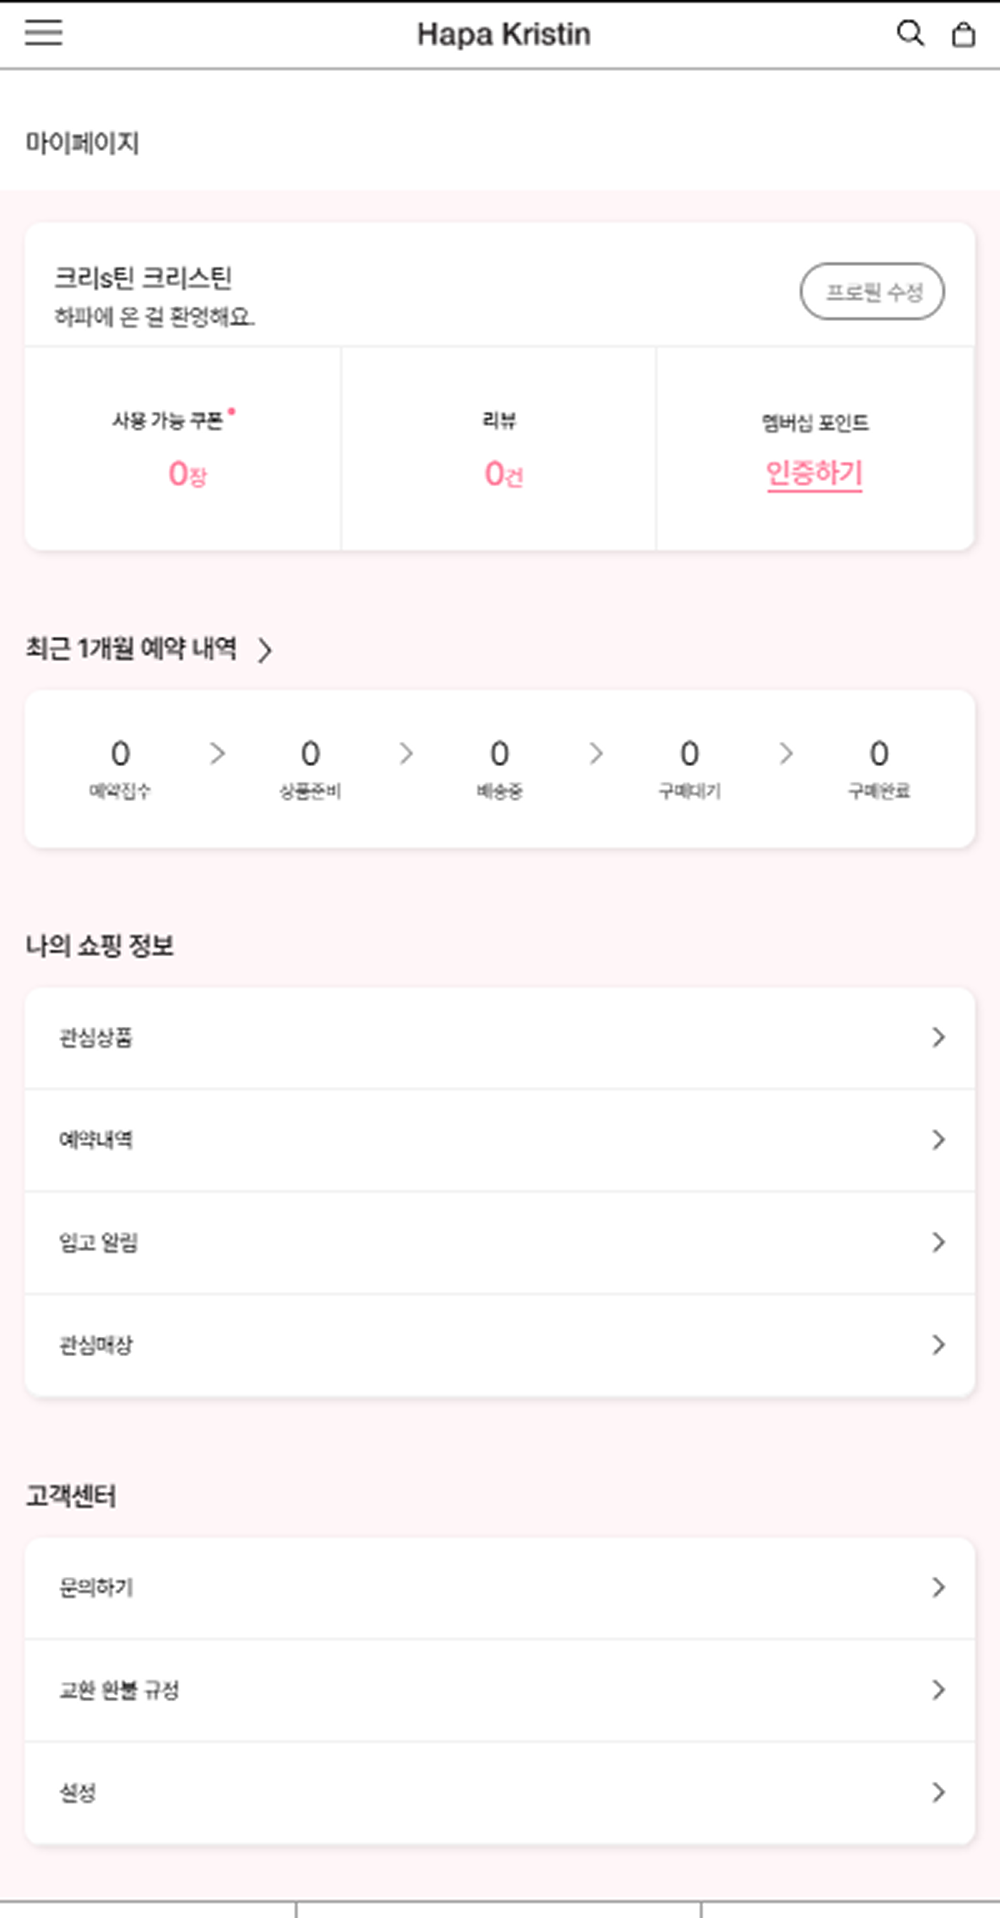 Hapa Kristin
마이페이지
크리s틴 크리스틴
하파에 온 걸 환영해요.
프로필 수정
사용 가능 쿠폰
0장
리뷰
0건
멤버십 포인트
인증하기
최근 1개월 예약 내역
0
예약접수
0
상품준비
0
배송중
0
구매대기
0
구매완료
나의 쇼핑 정보
관심상품
예약내역
입고 알림
관심매장
고객센터
문의하기
교환 환불 규정
설정